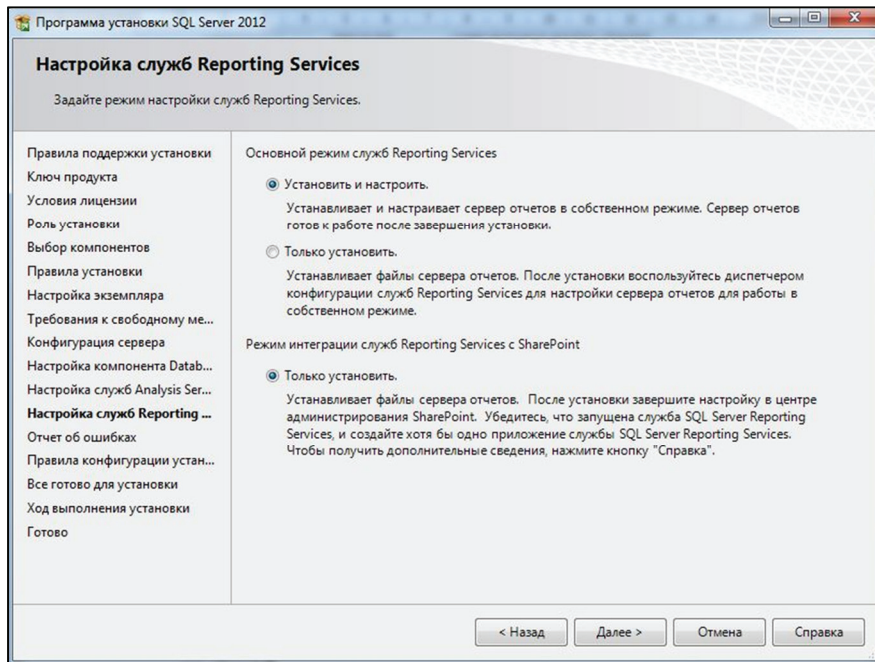 Программа установки SQL Server 2012
Настройка служб Reporting Services
Задайте режим настройки служб Reporting Services.
Правила поддержки установки
Ключ продукта
Условия лицензии
Роль установки
Выбор компонентов
Правила установки
Настройка экземпляра
Требования к свободному ме...
Конфигурация сервера
Настройка компонента Datab...
Настройка служб Analysis Ser...
Настройка служб Reporting ...
Отчет об ошибках
Правила конфигурации устан...
Все готово для установки
Ход выполнения установки
Готово
Основной режим служб Reporting Services
Установить и настроить.
Устанавливает и настраивает сервер отчетов в собственном режиме. Сервер отчетов
готов к работе после завершения установки.
Только установить.
Устанавливает файлы сервера отчетов. После установки воспользуйтесь диспетчером
конфигурации служб Reporting Services для настройки сервера отчетов для работы в
собственном режиме.
Режим интеграции служб Reporting Services с SharePoint
Только установить.
Устанавливает файлы сервера отчетов. После установки завершите настройку в центре
администрирования SharePoint. Убедитесь, что запущена служба SQL Server Reporting
Services, и создайте хотя бы одно приложение службы SQL Server Reporting Services.
Чтобы получить дополнительные сведения, нажмите кнопку "Справка".
< Назад
Далее >
Отмена
Справка